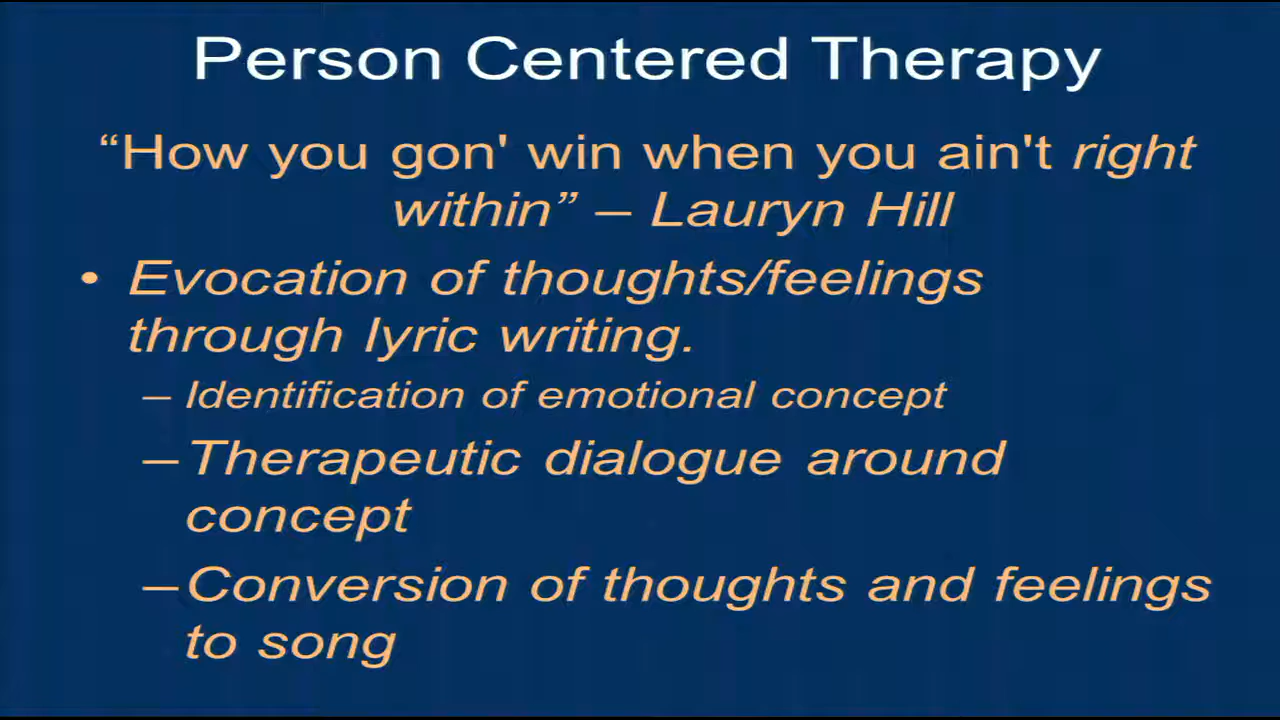 Person Centered Therapy
“How you gon' win when you ain't right
within” – Lauryn Hill
• Evocation of thoughts/feelings
through lyric writing.
– Identification of emotional concept
–Therapeutic dialogue around
concept
–Conversion of thoughts and feelings
to song